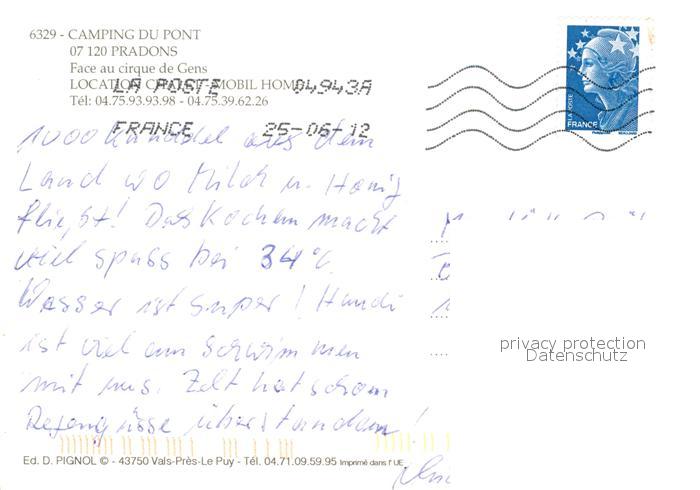 6329 - CAMPING DU PONT
07 120 PRADONS
Face au cirque de Gens
LOCATION MOBIL HOM
Tél: 04.75.93.93.98 - 04.75.39.62.26
LA POSTE 04943A
FRANCE 25-06-12
LA POSTE
FRANCE
1000 aus dem
Land wo Milch u. Honig
fließt! Das Kochen macht
viel spass bei 34°C.
Wasser ist super! Handi
ist viel am Schwimmen
mit uns. Zelt hat schon
Regengüsse überstanden!
privacy protection
Datenschutz
Ed. D. PIGNOL © - 43750 Vals-Près-Le Puy - Tél. 04.71.09.59.95 Imprimé dans l'UE